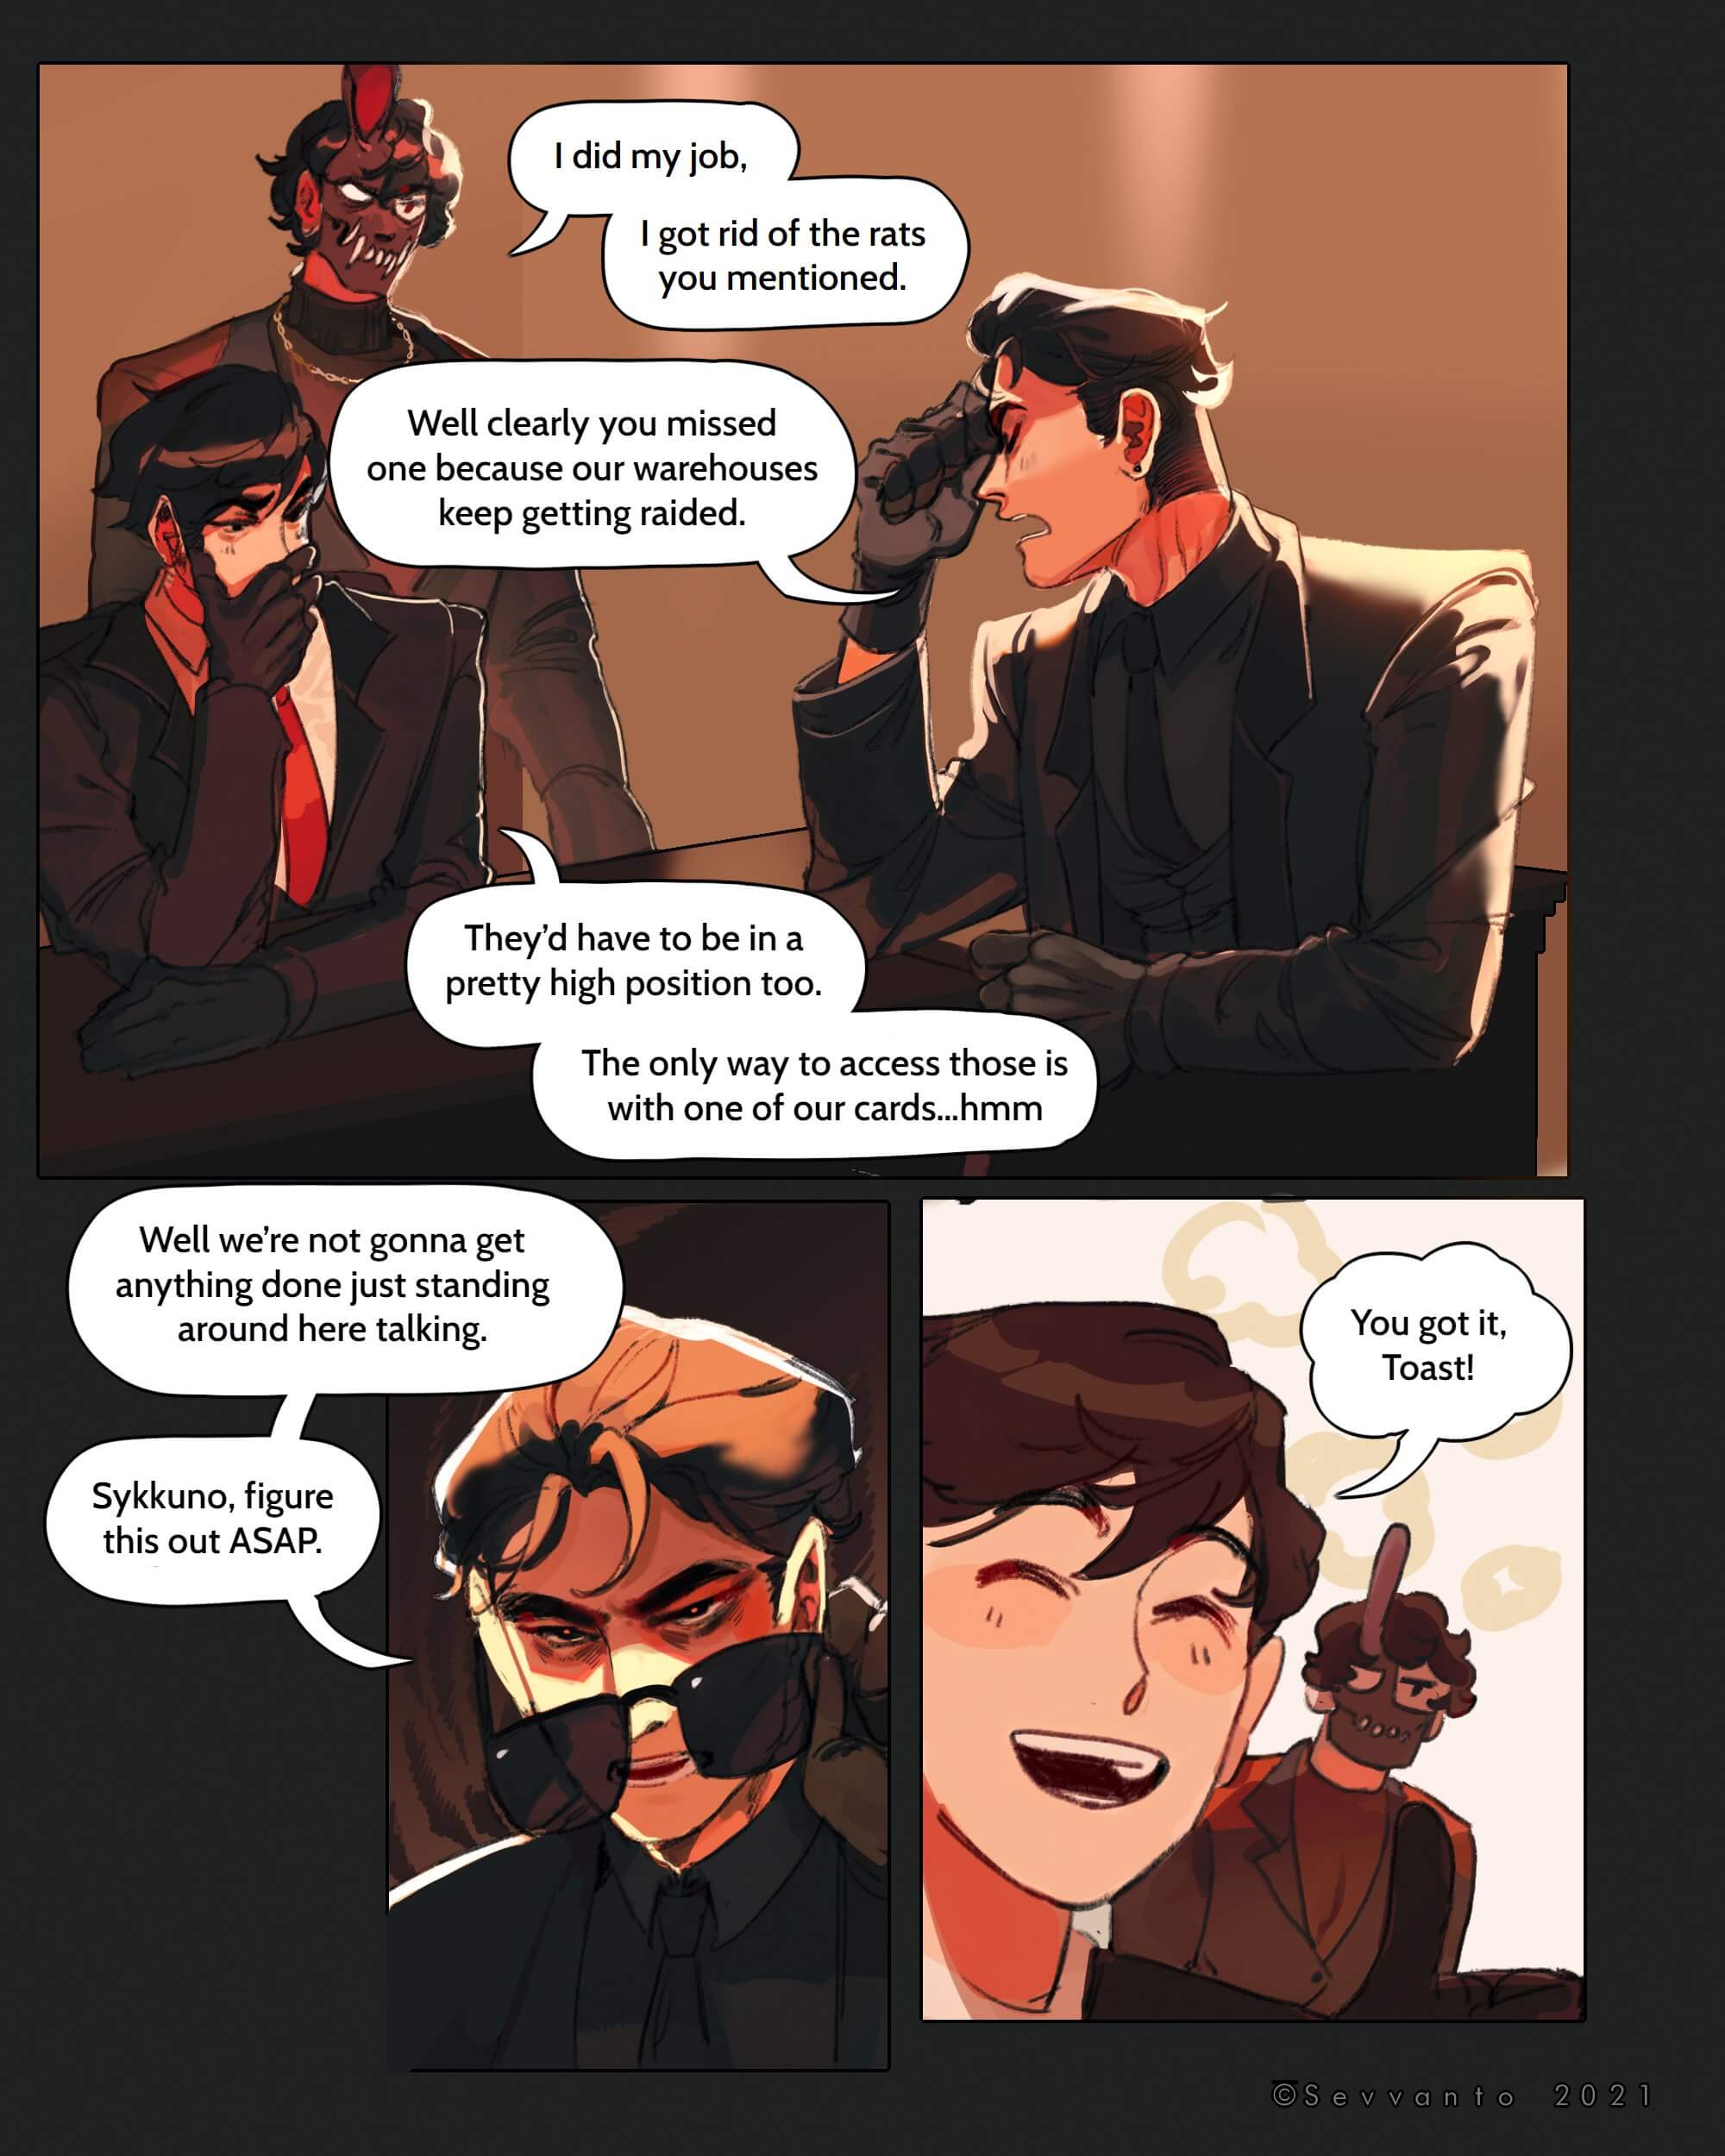 I did my job,
I got rid of the rats
you mentioned.
Well clearly you missed
one because our warehouses
keep getting raided.
They’d have to be in a
pretty high position too.
The only way to access those is
with one of our cards...hmm
Well we’re not gonna get
anything done just standing
around here talking.
Sykkuno, figure
this out ASAP.
You got it,
Toast!
©Sevvanto 2021